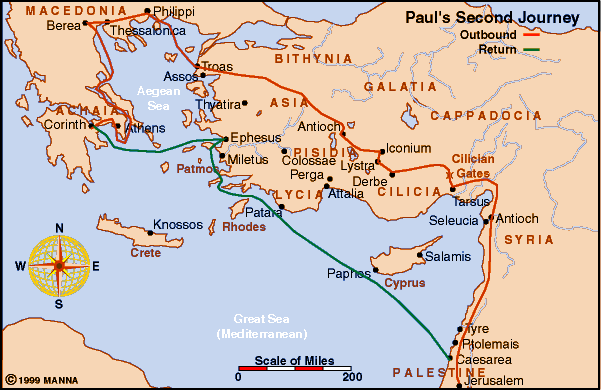 Paul's Second Journey
Outbound
Return
MACEDONIA
Philippi
Berea
Thessalonica
Troas
Assos
BITHYNIA
Aegean
Sea
Thyatira
ASIA
GALATIA
CAPPADOCIA
ACHAIA
Corinth
Athens
Ephesus
Antioch
PISIDIA
Iconium
Miletus
Colossae
Lystra
Cilician
Gates
Patmos
Perga
Derbe
LYCIA
Attalia
CILICIA
Tarsus
Patara
Seleucia
Antioch
Knossos
Rhodes
SYRIA
Crete
Salamis
Paphos
Cyprus
N
W
E
S
Great Sea
(Mediterranean)
Tyre
Ptolemais
Scale of Miles
Caesarea
0
200
PALESTINE
Jerusalem
©1999 MANNA